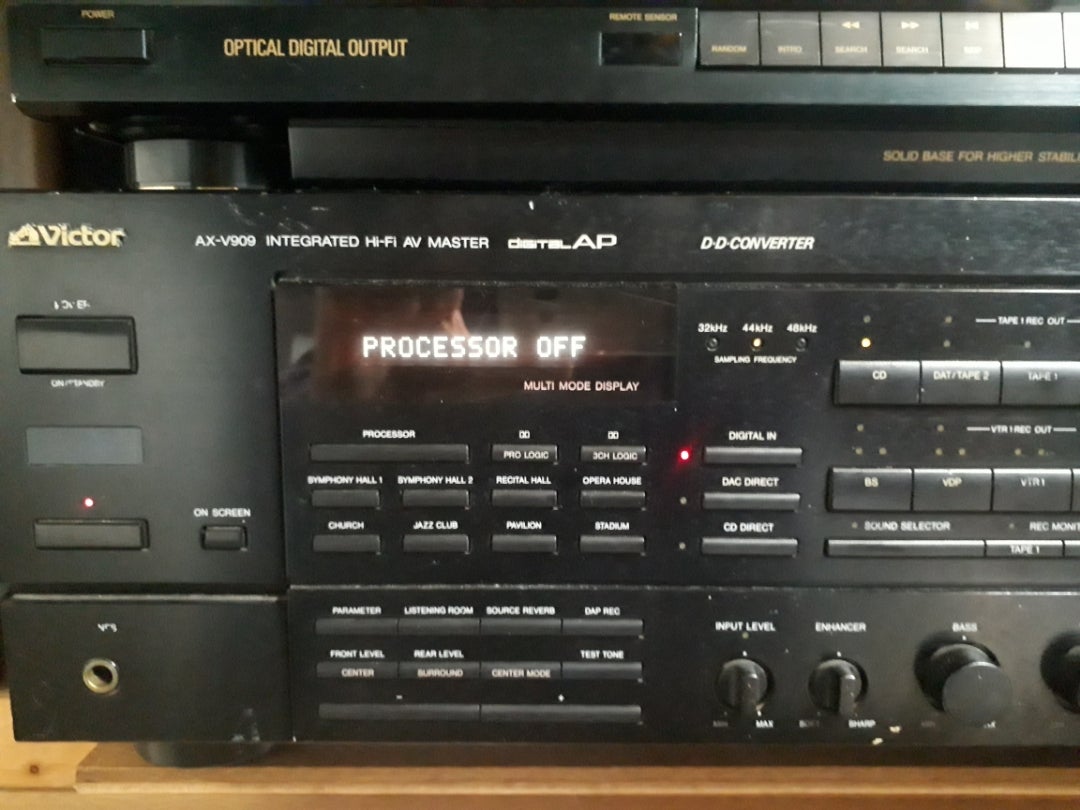 POWER
OPTICAL DIGITAL OUTPUT
REMOTE SENSOR
RANDOM INTRO SEARCH SEARCH SKIP
SOLID BASE FOR HIGHER
Victor
AX-V909 INTEGRATED Hi-Fi AV MASTER digital AP D-D-CONVERTER
ON/STANDBY
PROCESSOR OFF
MULTI MODE DISPLAY
32kHz 44kHz 48kHz
SAMPLING FREQUENCY
TAPE 1 REC OUT
CD DAT/TAPE 2 TAPE 1
VTR 1 REC OUT
BS VDP VTR1
SOUND SELECTOR REC
TAPE 1
PROCESSOR
PRO LOGIC 3CH LOGIC
SYMPHONY HALL 1 SYMPHONY HALL 2 RECITAL HALL OPERA HOUSE
CHURCH JAZZ CLUB PAVILION STADIUM
DIGITAL IN
DAC DIRECT
CD DIRECT
ON SCREEN
PARAMETER LISTENING ROOM SOURCE REVERB DAP REC
FRONT LEVEL REAR LEVEL TEST TONE
CENTER SURROUND CENTER MODE
- +
INPUT LEVEL ENHANCER BASS
MIN MAX SHARP